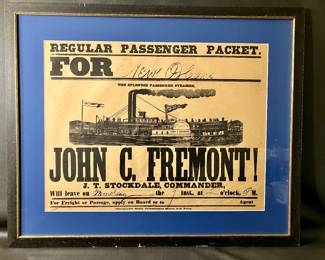 REGULAR PASSENGER PACKET.
FOR New Orleans
THE SPLENDID PASSENGER STEAMER,
JOHN C. FREMONT!
J. T. STOCKDALE, COMMANDER,
Will leave on the inst. at o'clock, P M.
For Freight or Passage, apply on Board or to Agent